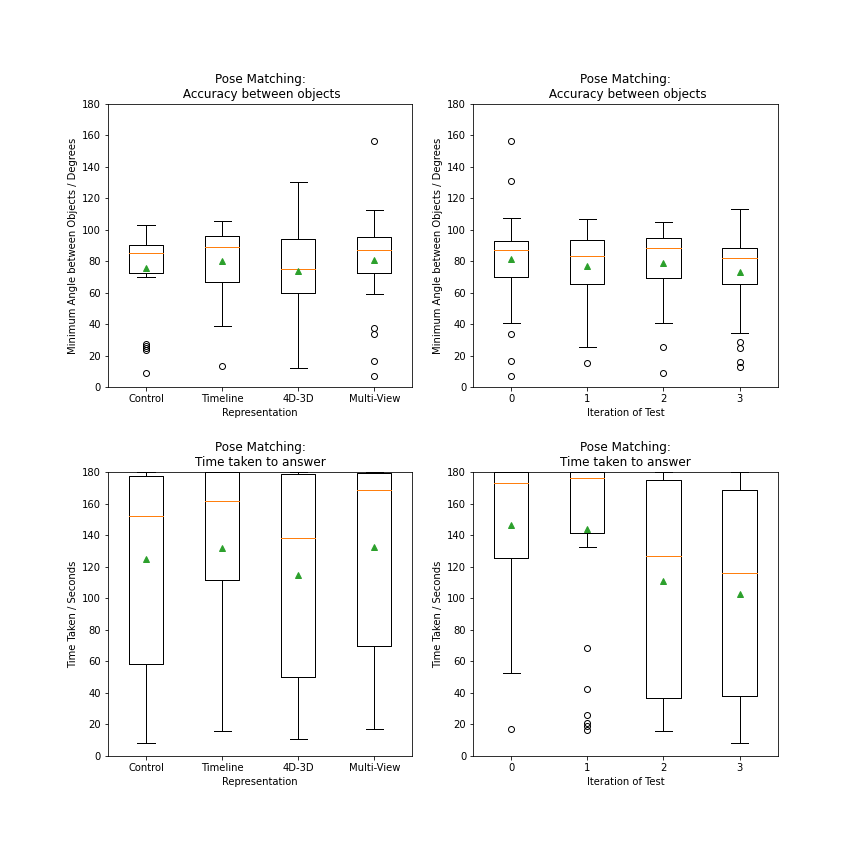 Pose Matching:
Accuracy between objects
180
160
140
120
100
80
60
40
20
0
Minimum Angle between Objects / Degrees
Control Timeline 4D-3D Multi-View
Representation
Pose Matching:
Accuracy between objects
180
160
140
120
100
80
60
40
20
0
Minimum Angle between Objects / Degrees
0 1 2 3
Iteration of Test
Pose Matching:
Time taken to answer
180
160
140
120
100
80
60
40
20
0
Time Taken / Seconds
Control Timeline 4D-3D Multi-View
Representation
Pose Matching:
Time taken to answer
180
160
140
120
100
80
60
40
20
0
Time Taken / Seconds
0 1 2 3
Iteration of Test